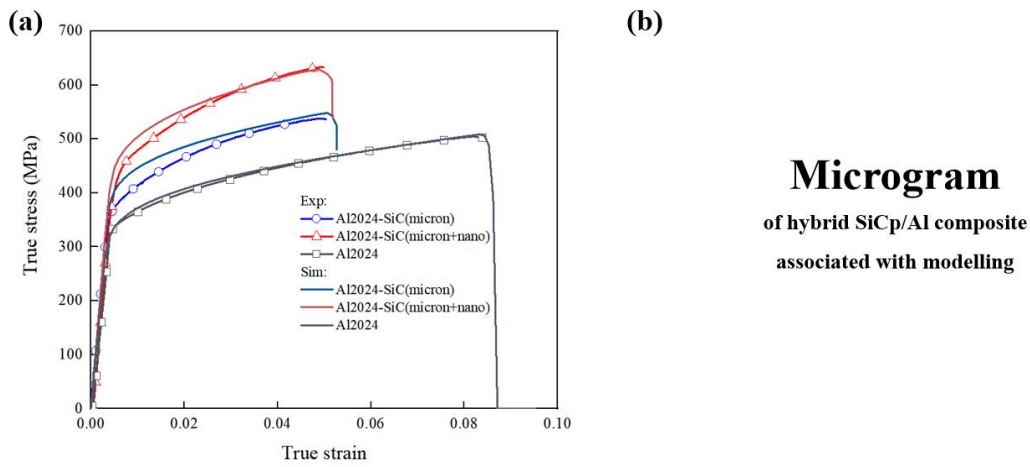 (a)
700
600
500
400
300
200
100
0
True stress (MPa)
Exp:
Al2024-SiC(micron)
Al2024-SiC(micron+nano)
Al2024
Sim:
Al2024-SiC(micron)
Al2024-SiC(micron+nano)
Al2024
0.00 0.02 0.04 0.06 0.08 0.10
True strain
(b)
Microgram
of hybrid SiCp/Al composite
associated with modelling